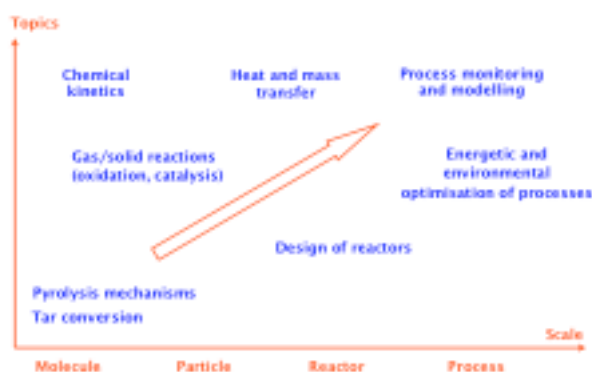 Topics
Chemical
kinetics
Heat and mass
transfer
Process monitoring
and modelling
Gas/solid reactions
(oxidation, catalysis)
Energetic and
environmental
optimisation of processes
Design of reactors
Pyrolysis mechanisms
Tar conversion
Scale
Molecule
Particle
Reactor
Process